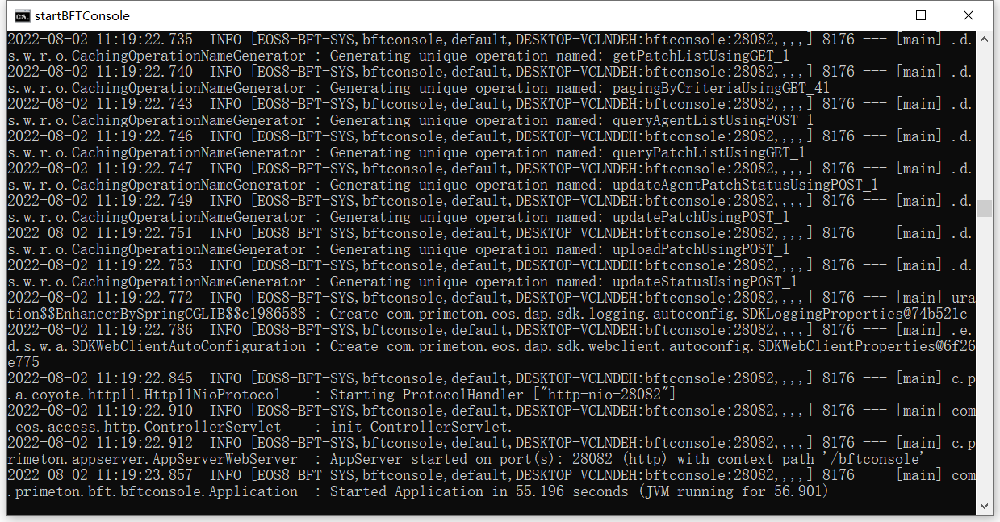 startBFTConsole
2022-08-02 11:19:22.735  INFO [EOS8-BFT-SYS,bftconsole,default,DESKTOP-VCLNDEH:bftconsole:28082,,,,] 8176 --- [main] .d.
s.w.r.o.CachingOperationNameGenerator : Generating unique operation named: getPatchListUsingGET_1
2022-08-02 11:19:22.740  INFO [EOS8-BFT-SYS,bftconsole,default,DESKTOP-VCLNDEH:bftconsole:28082,,,,] 8176 --- [main] .d.
s.w.r.o.CachingOperationNameGenerator : Generating unique operation named: pagingByCriteriaUsingGET_41
2022-08-02 11:19:22.743  INFO [EOS8-BFT-SYS,bftconsole,default,DESKTOP-VCLNDEH:bftconsole:28082,,,,] 8176 --- [main] .d.
s.w.r.o.CachingOperationNameGenerator : Generating unique operation named: queryAgentListUsingPOST_1
2022-08-02 11:19:22.746  INFO [EOS8-BFT-SYS,bftconsole,default,DESKTOP-VCLNDEH:bftconsole:28082,,,,] 8176 --- [main] .d.
s.w.r.o.CachingOperationNameGenerator : Generating unique operation named: queryPatchListUsingGET_1
2022-08-02 11:19:22.747  INFO [EOS8-BFT-SYS,bftconsole,default,DESKTOP-VCLNDEH:bftconsole:28082,,,,] 8176 --- [main] .d.
s.w.r.o.CachingOperationNameGenerator : Generating unique operation named: updateAgentPatchStatusUsingPOST_1
2022-08-02 11:19:22.749  INFO [EOS8-BFT-SYS,bftconsole,default,DESKTOP-VCLNDEH:bftconsole:28082,,,,] 8176 --- [main] .d.
s.w.r.o.CachingOperationNameGenerator : Generating unique operation named: updatePatchUsingPOST_1
2022-08-02 11:19:22.751  INFO [EOS8-BFT-SYS,bftconsole,default,DESKTOP-VCLNDEH:bftconsole:28082,,,,] 8176 --- [main] .d.
s.w.r.o.CachingOperationNameGenerator : Generating unique operation named: uploadPatchUsingPOST_1
2022-08-02 11:19:22.753  INFO [EOS8-BFT-SYS,bftconsole,default,DESKTOP-VCLNDEH:bftconsole:28082,,,,] 8176 --- [main] .d.
s.w.r.o.CachingOperationNameGenerator : Generating unique operation named: updateStatusUsingPOST_1
2022-08-02 11:19:22.772  INFO [EOS8-BFT-SYS,bftconsole,default,DESKTOP-VCLNDEH:bftconsole:28082,,,,] 8176 --- [main] ura
tion$$EnhancerBySpringCGLIB$$c1986588 : Create com.primeton.eos.dap.sdk.logging.autoconfig.SDKLoggingProperties@74b521c
2022-08-02 11:19:22.786  INFO [EOS8-BFT-SYS,bftconsole,default,DESKTOP-VCLNDEH:bftconsole:28082,,,,] 8176 --- [main] .e.
d.s.w.a.SDKWebClientAutoConfiguration : Create com.primeton.eos.dap.sdk.webclient.autoconfig.SDKWebClientProperties@6f26
e775
2022-08-02 11:19:22.845  INFO [EOS8-BFT-SYS,bftconsole,default,DESKTOP-VCLNDEH:bftconsole:28082,,,,] 8176 --- [main] c.p
.a.coyote.http11.Http11NioProtocol    : Starting ProtocolHandler ["http-nio-28082"]
2022-08-02 11:19:22.910  INFO [EOS8-BFT-SYS,bftconsole,default,DESKTOP-VCLNDEH:bftconsole:28082,,,,] 8176 --- [main] com
.eos.access.http.ControllerServlet    : init ControllerServlet.
2022-08-02 11:19:22.912  INFO [EOS8-BFT-SYS,bftconsole,default,DESKTOP-VCLNDEH:bftconsole:28082,,,,] 8176 --- [main] c.p
rimeton.appserver.AppServerWebServer  : AppServer started on port(s): 28082 (http) with context path '/bftconsole'
2022-08-02 11:19:23.857  INFO [EOS8-BFT-SYS,bftconsole,default,DESKTOP-VCLNDEH:bftconsole:28082,,,,] 8176 --- [main] com
.primeton.bft.bftconsole.Application  : Started Application in 55.196 seconds (JVM running for 56.901)